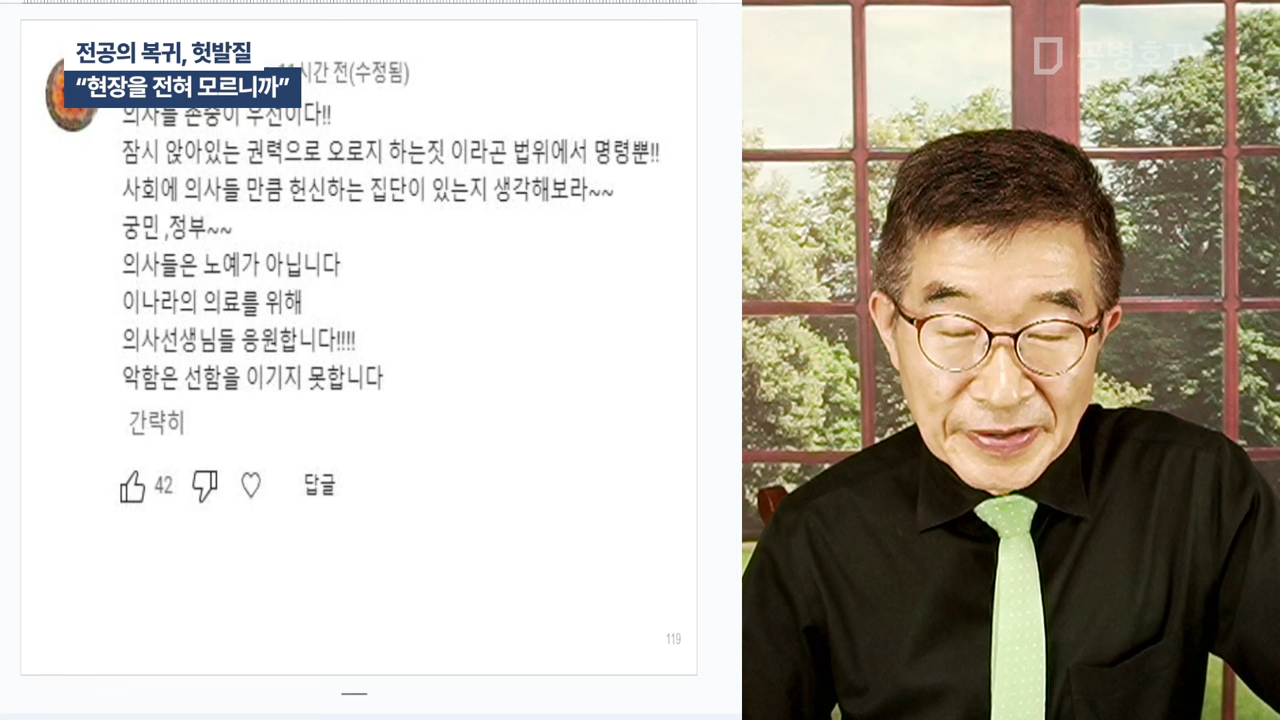 전공의 복귀, 헛발질
“현장을 전혀 모르니까”
시간 전(수정됨)
의사들 존중이 우선이다!!
잠시 앉아있는 권력으로 오로지 하는짓 이라곤 법위에서 명령뿐!!
사회에 의사들 만큼 헌신하는 집단이 있는지 생각해보라~~
궁민 ,정부~~
의사들은 노예가 아닙니다
이나라의 의료를 위해
의사선생님들 응원합니다!!!!
악함은 선함을 이기지 못합니다
간략히
42
답글
119
공병호TV